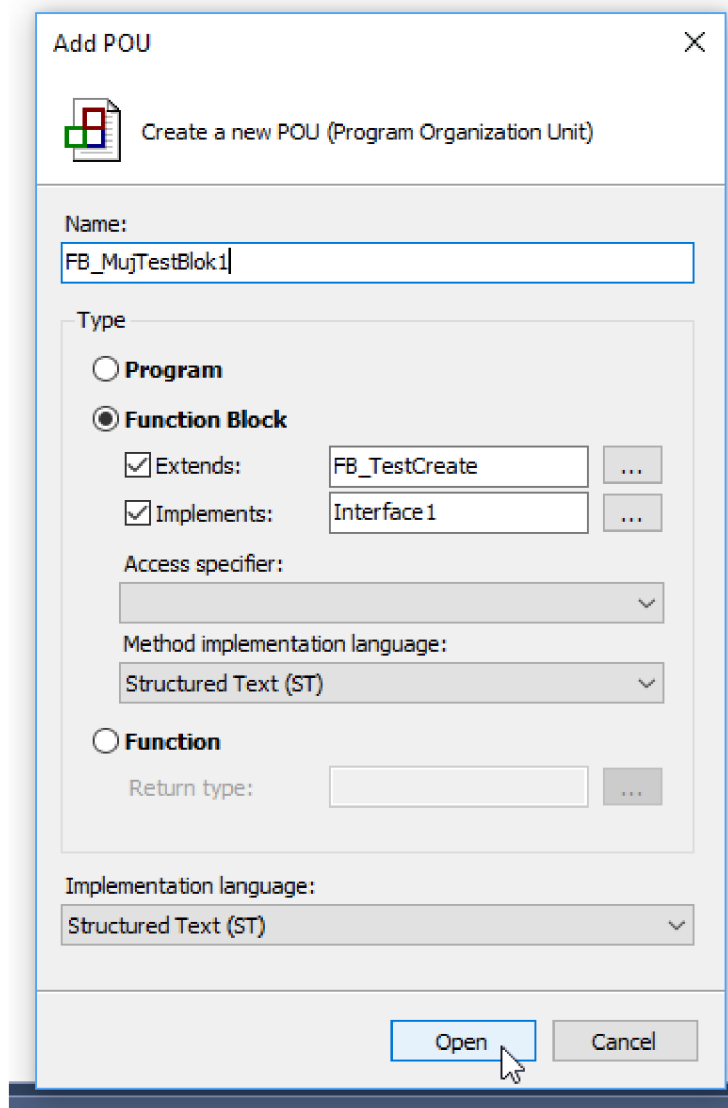 Add POU
Create a new POU (Program Organization Unit)
Name:
FB_MujTestBlok1
Type
Program
Function Block
Extends: FB_TestCreate ...
Implements: Interface1 ...
Access specifier:
Method implementation language:
Structured Text (ST)
Function
Return type: ...
Implementation language:
Structured Text (ST)
Open Cancel